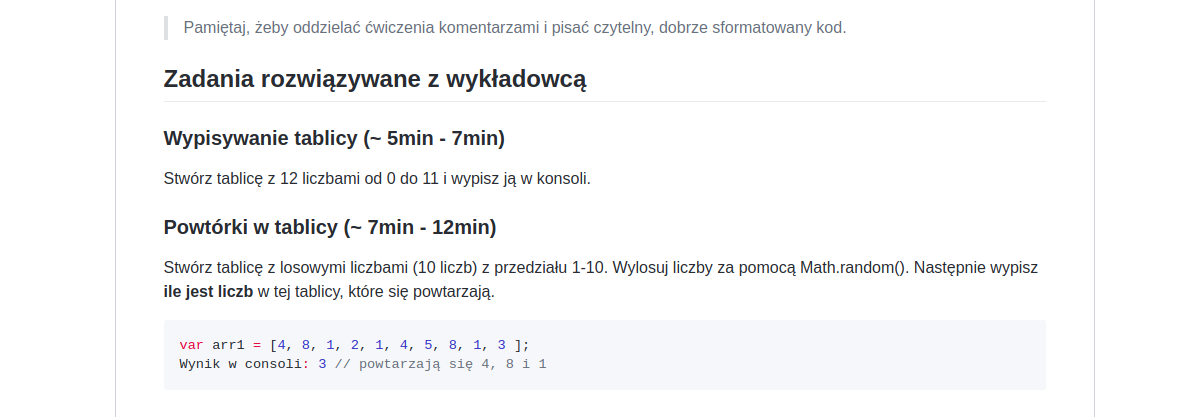 Pamiętaj, żeby oddzielać ćwiczenia komentarzami i pisać czytelny, dobrze sformatowany kod.
Zadania rozwiązywane z wykładowcą
Wypisywanie tablicy (~ 5min - 7min)
Stwórz tablicę z 12 liczbami od 0 do 11 i wypisz ją w konsoli.
Powtórki w tablicy (~ 7min - 12min)
Stwórz tablicę z losowymi liczbami (10 liczb) z przedziału 1-10. Wylosuj liczby za pomocą Math.random(). Następnie wypisz
ile jest liczb w tej tablicy, które się powtarzają.
var arr1 = [4, 8, 1, 2, 1, 4, 5, 8, 1, 3 ];
Wynik w consoli: 3 // powtarzają się 4, 8 i 1